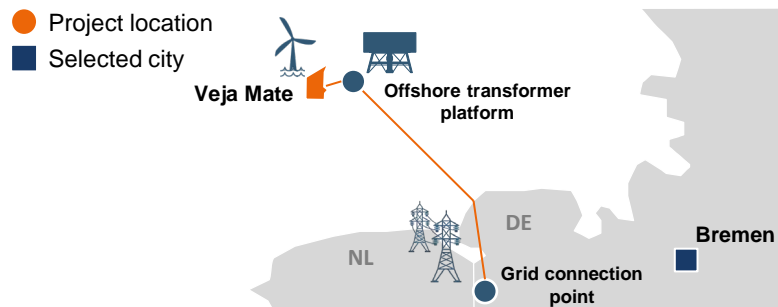 Project location
Selected city
Veja Mate
Offshore transformer
platform
DE
NL
Bremen
Grid connection
point